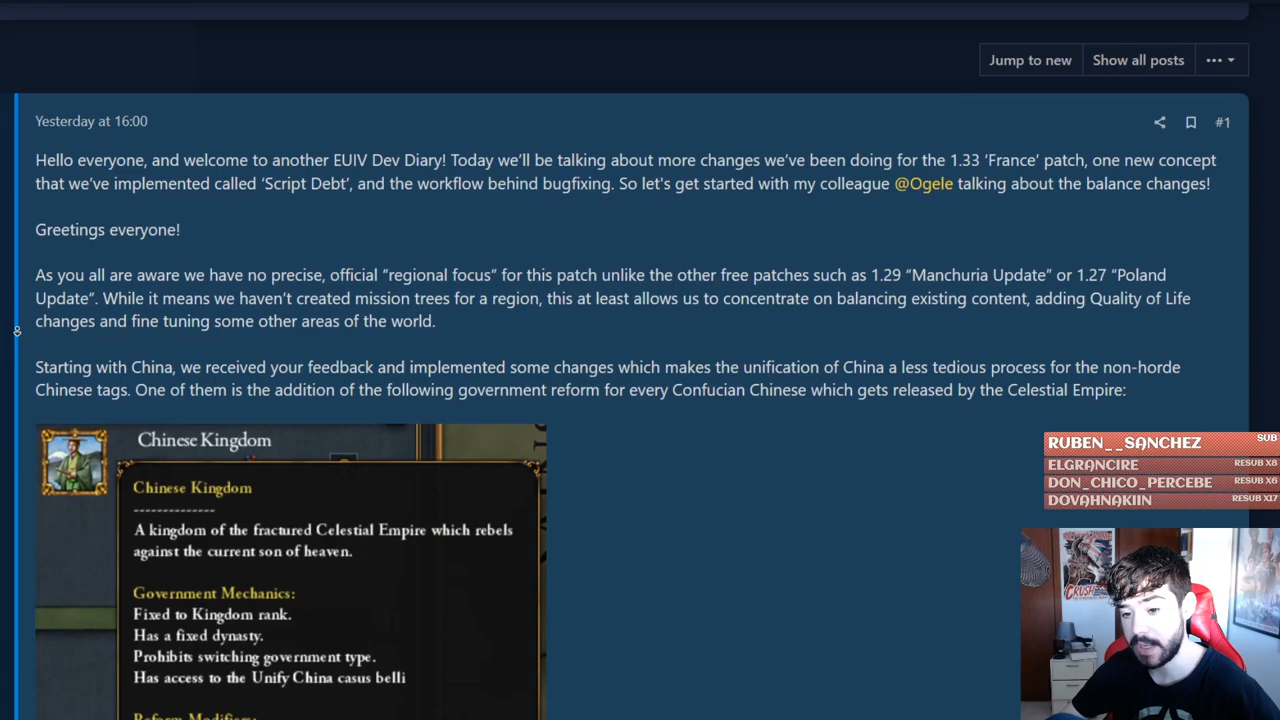 Jump to new
Show all posts
Yesterday at 16:00
#1
Hello everyone, and welcome to another EUIV Dev Diary! Today we’ll be talking about more changes we’ve been doing for the 1.33 ‘France’ patch, one new concept
that we’ve implemented called ‘Script Debt’, and the workflow behind bugfixing. So let's get started with my colleague @Ogele talking about the balance changes!
Greetings everyone!
As you all are aware we have no precise, official “regional focus” for this patch unlike the other free patches such as 1.29 “Manchuria Update” or 1.27 “Poland
Update”. While it means we haven’t created mission trees for a region, this at least allows us to concentrate on balancing existing content, adding Quality of Life
changes and fine tuning some other areas of the world.
Starting with China, we received your feedback and implemented some changes which makes the unification of China a less tedious process for the non-horde
Chinese tags. One of them is the addition of the following government reform for every Confucian Chinese which gets released by the Celestial Empire:
Chinese Kingdom
Chinese Kingdom
--------------
A kingdom of the fractured Celestial Empire which rebels
against the current son of heaven.
Government Mechanics:
Fixed to Kingdom rank.
Has a fixed dynasty.
Prohibits switching government type.
Has access to the Unify China casus belli
Reform Modifiers:
RUBEN__SANCHEZ SUB
ELGRANCIRE RESUB X8
DON_CHICO_PERCEBE RESUB X6
DOVAHNAKIIN RESUB X17
CRUSH